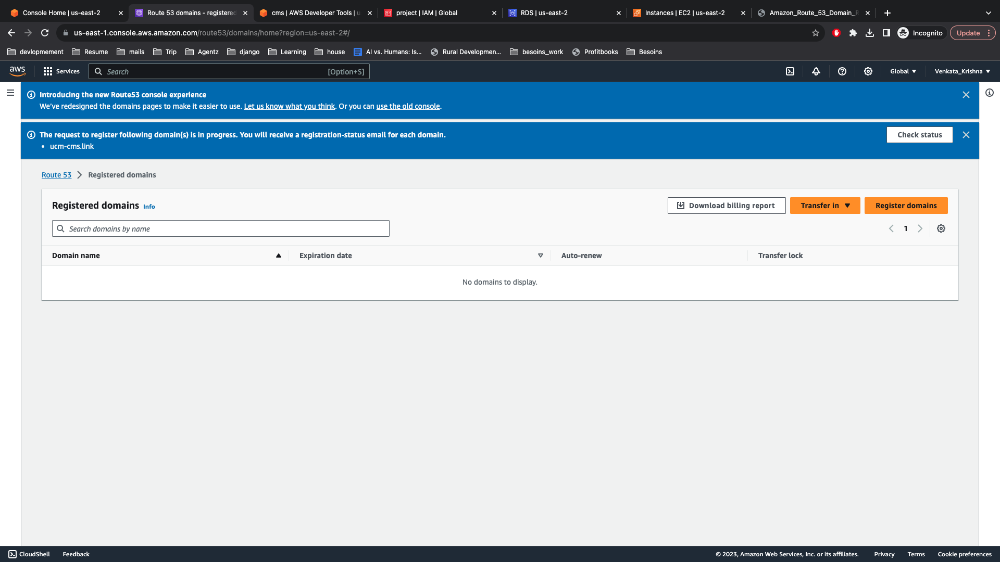 Console Home | us-east-2
Route 53 domains - registered
cms | AWS Developer Tools | u
project | IAM | Global
RDS | us-east-2
Instances | EC2 | us-east-2
Amazon_Route_53_Domain_R
us-east-1.console.aws.amazon.com/route53/domains/home?region=us-east-2#/
Incognito
Update
devlopmement
Resume
mails
Trip
Agentz
django
Learning
house
AI vs. Humans: Is...
Rural Developmen...
besoins_work
Profitbooks
Besoins
aws
Services
Search
[Option+S]
Global
Venkata_Krishna
Introducing the new Route53 console experience
We've redesigned the domains pages to make it easier to use. Let us know what you think. Or you can use the old console.
The request to register following domain(s) is in progress. You will receive a registration-status email for each domain.
• ucm-cms.link
Check status
Route 53
Registered domains
Registered domains Info
Download billing report
Transfer in
Register domains
Search domains by name
1
Domain name
Expiration date
Auto-renew
Transfer lock
No domains to display.
CloudShell
Feedback
© 2023, Amazon Web Services, Inc. or its affiliates.
Privacy
Terms
Cookie preferences